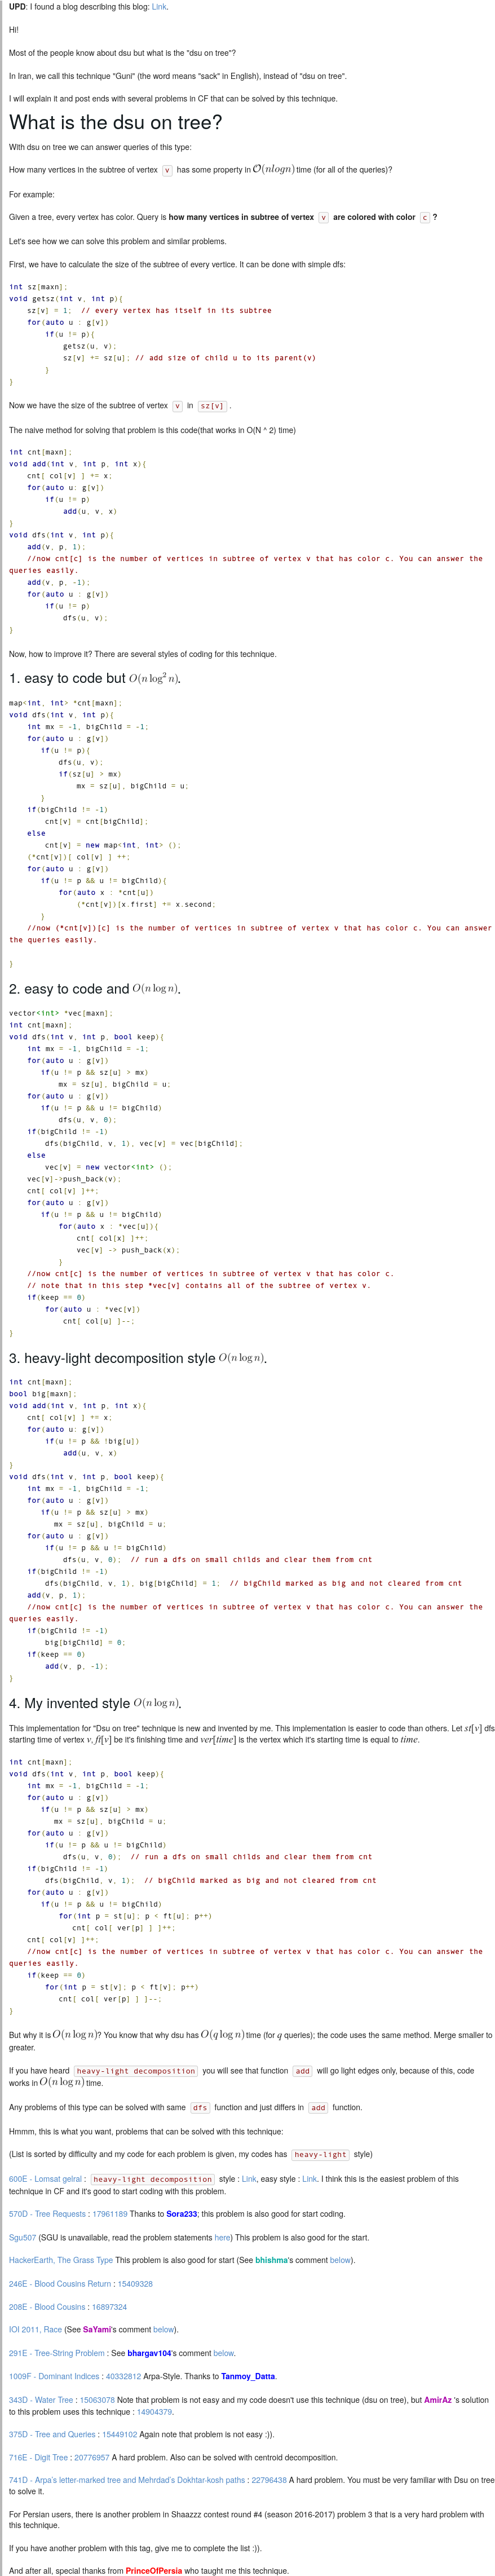 UPD: I found a blog describing this blog: Link.
Hi!
Most of the people know about dsu but what is the "dsu on tree"?
In Iran, we call this technique "Guni" (the word means "sack" in English), instead of "dsu on tree".
I will explain it and post ends with several problems in CF that can be solved by this technique.
What is the dsu on tree?
With dsu on tree we can answer queries of this type:
How many vertices in the subtree of vertex v has some property in O(nlogn) time (for all of the queries)?
For example:
Given a tree, every vertex has color. Query is how many vertices in subtree of vertex v are colored with color c ?
Let's see how we can solve this problem and similar problems.
First, we have to calculate the size of the subtree of every vertice. It can be done with simple dfs:
int sz[maxn];
void getsz(int v, int p){
    sz[v] = 1;  // every vertex has itself in its subtree
    for(auto u : g[v])
        if(u != p){
            getsz(u, v);
            sz[v] += sz[u]; // add size of child u to its parent(v)
        }
}
Now we have the size of the subtree of vertex v in sz[v] .
The naive method for solving that problem is this code(that works in O(N ^ 2) time)
int cnt[maxn];
void add(int v, int p, int x){
    cnt[ col[v] ] += x;
    for(auto u: g[v])
        if(u != p)
            add(u, v, x)
}
void dfs(int v, int p){
    add(v, p, 1);
    //now cnt[c] is the number of vertices in subtree of vertex v that has color c. You can answer the
queries easily.
    add(v, p, -1);
    for(auto u : g[v])
        if(u != p)
            dfs(u, v);
}
Now, how to improve it? There are several styles of coding for this technique.
1. easy to code but O(n log² n).
map<int, int> *cnt[maxn];
void dfs(int v, int p){
    int mx = -1, bigChild = -1;
    for(auto u : g[v])
       if(u != p){
           dfs(u, v);
           if(sz[u] > mx)
               mx = sz[u], bigChild = u;
       }
    if(bigChild != -1)
        cnt[v] = cnt[bigChild];
    else
        cnt[v] = new map<int, int> ();
    (*cnt[v])[ col[v] ] ++;
    for(auto u : g[v])
       if(u != p && u != bigChild){
           for(auto x : *cnt[u])
               (*cnt[v])[x.first] += x.second;
       }
    //now (*cnt[v])[c] is the number of vertices in subtree of vertex v that has color c. You can answer
the queries easily.
}
2. easy to code and O(n log n).
vector<int> *vec[maxn];
int cnt[maxn];
void dfs(int v, int p, bool keep){
    int mx = -1, bigChild = -1;
    for(auto u : g[v])
       if(u != p && sz[u] > mx)
           mx = sz[u], bigChild = u;
    for(auto u : g[v])
       if(u != p && u != bigChild)
           dfs(u, v, 0);
    if(bigChild != -1)
        dfs(bigChild, v, 1), vec[v] = vec[bigChild];
    else
        vec[v] = new vector<int> ();
    vec[v]->push_back(v);
    cnt[ col[v] ]++;
    for(auto u : g[v])
       if(u != p && u != bigChild)
           for(auto x : *vec[u]){
               cnt[ col[x] ]++;
               vec[v] -> push_back(x);
           }
    //now cnt[c] is the number of vertices in subtree of vertex v that has color c.
    // note that in this step *vec[v] contains all of the subtree of vertex v.
    if(keep == 0)
        for(auto u : *vec[v])
            cnt[ col[u] ]--;
}
3. heavy-light decomposition style O(n log n).
int cnt[maxn];
bool big[maxn];
void add(int v, int p, int x){
    cnt[ col[v] ] += x;
    for(auto u: g[v])
        if(u != p && !big[u])
            add(u, v, x)
}
void dfs(int v, int p, bool keep){
    int mx = -1, bigChild = -1;
    for(auto u : g[v])
       if(u != p && sz[u] > mx)
          mx = sz[u], bigChild = u;
    for(auto u : g[v])
        if(u != p && u != bigChild)
            dfs(u, v, 0);  // run a dfs on small childs and clear them from cnt
    if(bigChild != -1)
        dfs(bigChild, v, 1), big[bigChild] = 1;  // bigChild marked as big and not cleared from cnt
    add(v, p, 1);
    //now cnt[c] is the number of vertices in subtree of vertex v that has color c. You can answer the
queries easily.
    if(bigChild != -1)
        big[bigChild] = 0;
    if(keep == 0)
        add(v, p, -1);
}
4. My invented style O(n log n).
This implementation for "Dsu on tree" technique is new and invented by me. This implementation is easier to code than others. Let st[v] dfs
starting time of vertex v, ft[v] be it's finishing time and ver[time] is the vertex which it's starting time is equal to time.
int cnt[maxn];
void dfs(int v, int p, bool keep){
    int mx = -1, bigChild = -1;
    for(auto u : g[v])
       if(u != p && sz[u] > mx)
          mx = sz[u], bigChild = u;
    for(auto u : g[v])
        if(u != p && u != bigChild)
            dfs(u, v, 0);  // run a dfs on small childs and clear them from cnt
    if(bigChild != -1)
        dfs(bigChild, v, 1);  // bigChild marked as big and not cleared from cnt
    for(auto u : g[v])
       if(u != p && u != bigChild)
           for(int p = st[u]; p < ft[u]; p++)
              cnt[ col[ ver[p] ] ]++;
    cnt[ col[v] ]++;
    //now cnt[c] is the number of vertices in subtree of vertex v that has color c. You can answer the
queries easily.
    if(keep == 0)
        for(int p = st[v]; p < ft[v]; p++)
           cnt[ col[ ver[p] ] ]--;
}
But why it is O(n log n)? You know that why dsu has O(q log n) time (for q queries); the code uses the same method. Merge smaller to
greater.
If you have heard heavy-light decomposition you will see that function add will go light edges only, because of this, code
works in O(n log n) time.
Any problems of this type can be solved with same dfs function and just differs in add function.
Hmmm, this is what you want, problems that can be solved with this technique:
(List is sorted by difficulty and my code for each problem is given, my codes has heavy-light style)
600E - Lomsat gelral : heavy-light decomposition style : Link, easy style : Link. I think this is the easiest problem of this
technique in CF and it's good to start coding with this problem.
570D - Tree Requests : 17961189 Thanks to Sora233; this problem is also good for start coding.
Sgu507 (SGU is unavailable, read the problem statements here) This problem is also good for the start.
HackerEarth, The Grass Type This problem is also good for start (See bhishma's comment below).
246E - Blood Cousins Return : 15409328
208E - Blood Cousins : 16897324
IOI 2011, Race (See SaYami's comment below).
291E - Tree-String Problem : See bhargav104's comment below.
1009F - Dominant Indices : 40332812 Arpa-Style. Thanks to Tanmoy_Datta.
343D - Water Tree : 15063078 Note that problem is not easy and my code doesn't use this technique (dsu on tree), but AmirAz 's solution
to this problem uses this technique : 14904379.
375D - Tree and Queries : 15449102 Again note that problem is not easy :)).
716E - Digit Tree : 20776957 A hard problem. Also can be solved with centroid decomposition.
741D - Arpa's letter-marked tree and Mehrdad's Dokhtar-kosh paths : 22796438 A hard problem. You must be very familiar with Dsu on tree
to solve it.
For Persian users, there is another problem in Shaazzz contest round #4 (season 2016-2017) problem 3 that is a very hard problem with
this technique.
If you have another problem with this tag, give me to complete the list :)).
And after all, special thanks from PrinceOfPersia who taught me this technique.